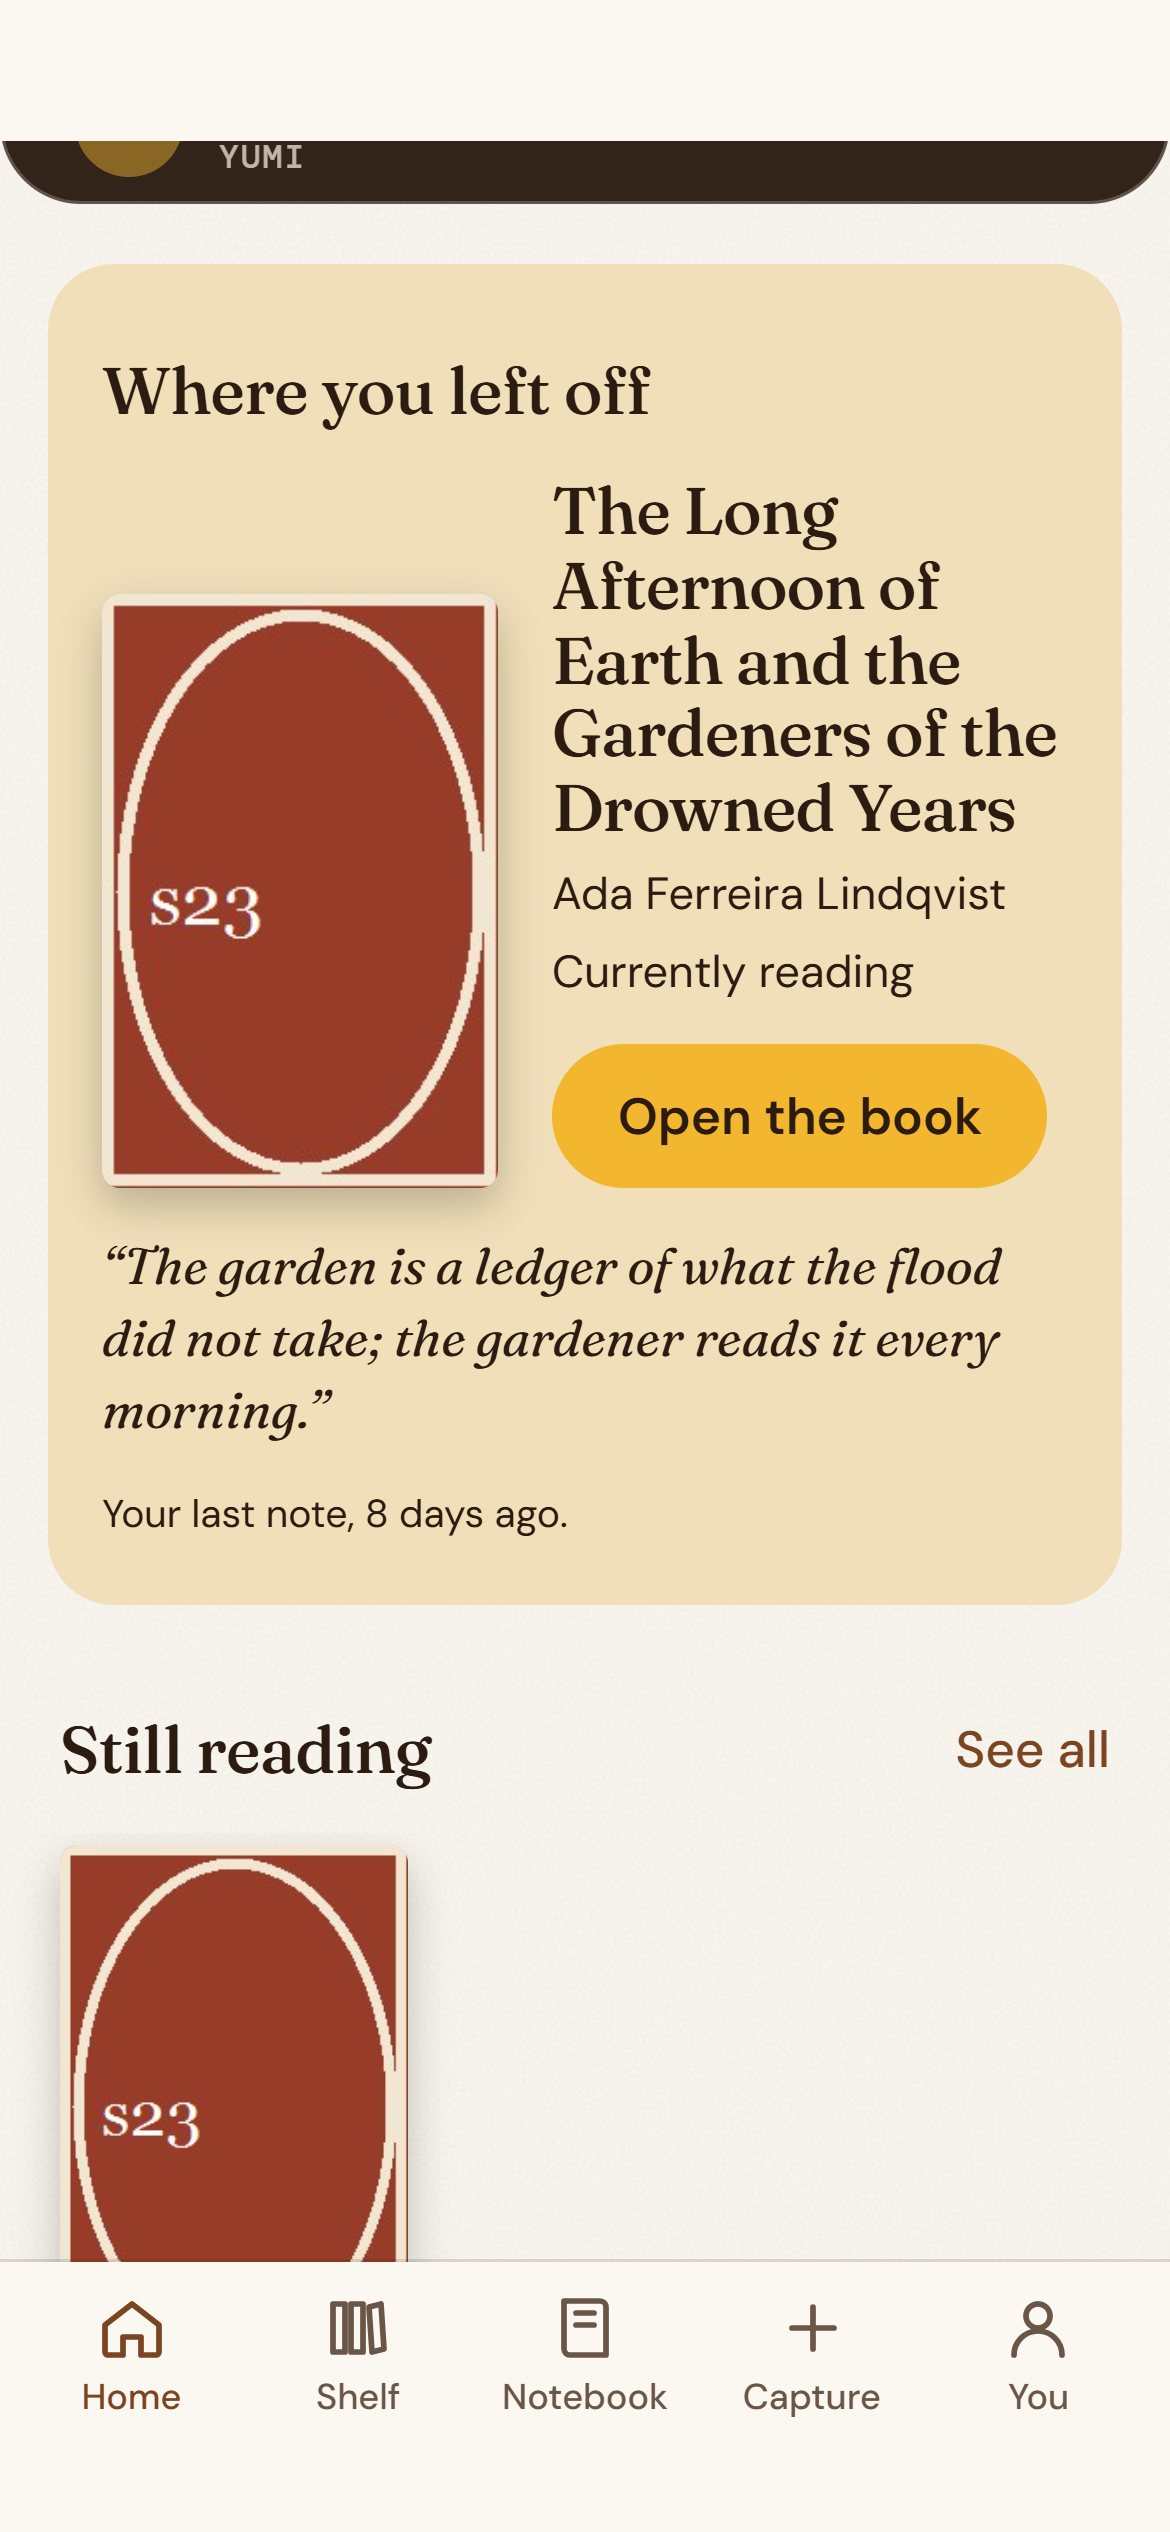 YUMI
Where you left off
The Long
Afternoon of
Earth and the
Gardeners of the
Drowned Years
Ada Ferreira Lindqvist
Currently reading
Open the book
s23
“The garden is a ledger of what the flood
did not take; the gardener reads it every
morning.”
Your last note, 8 days ago.
Still reading
See all
s23
Home
Shelf
Notebook
Capture
You